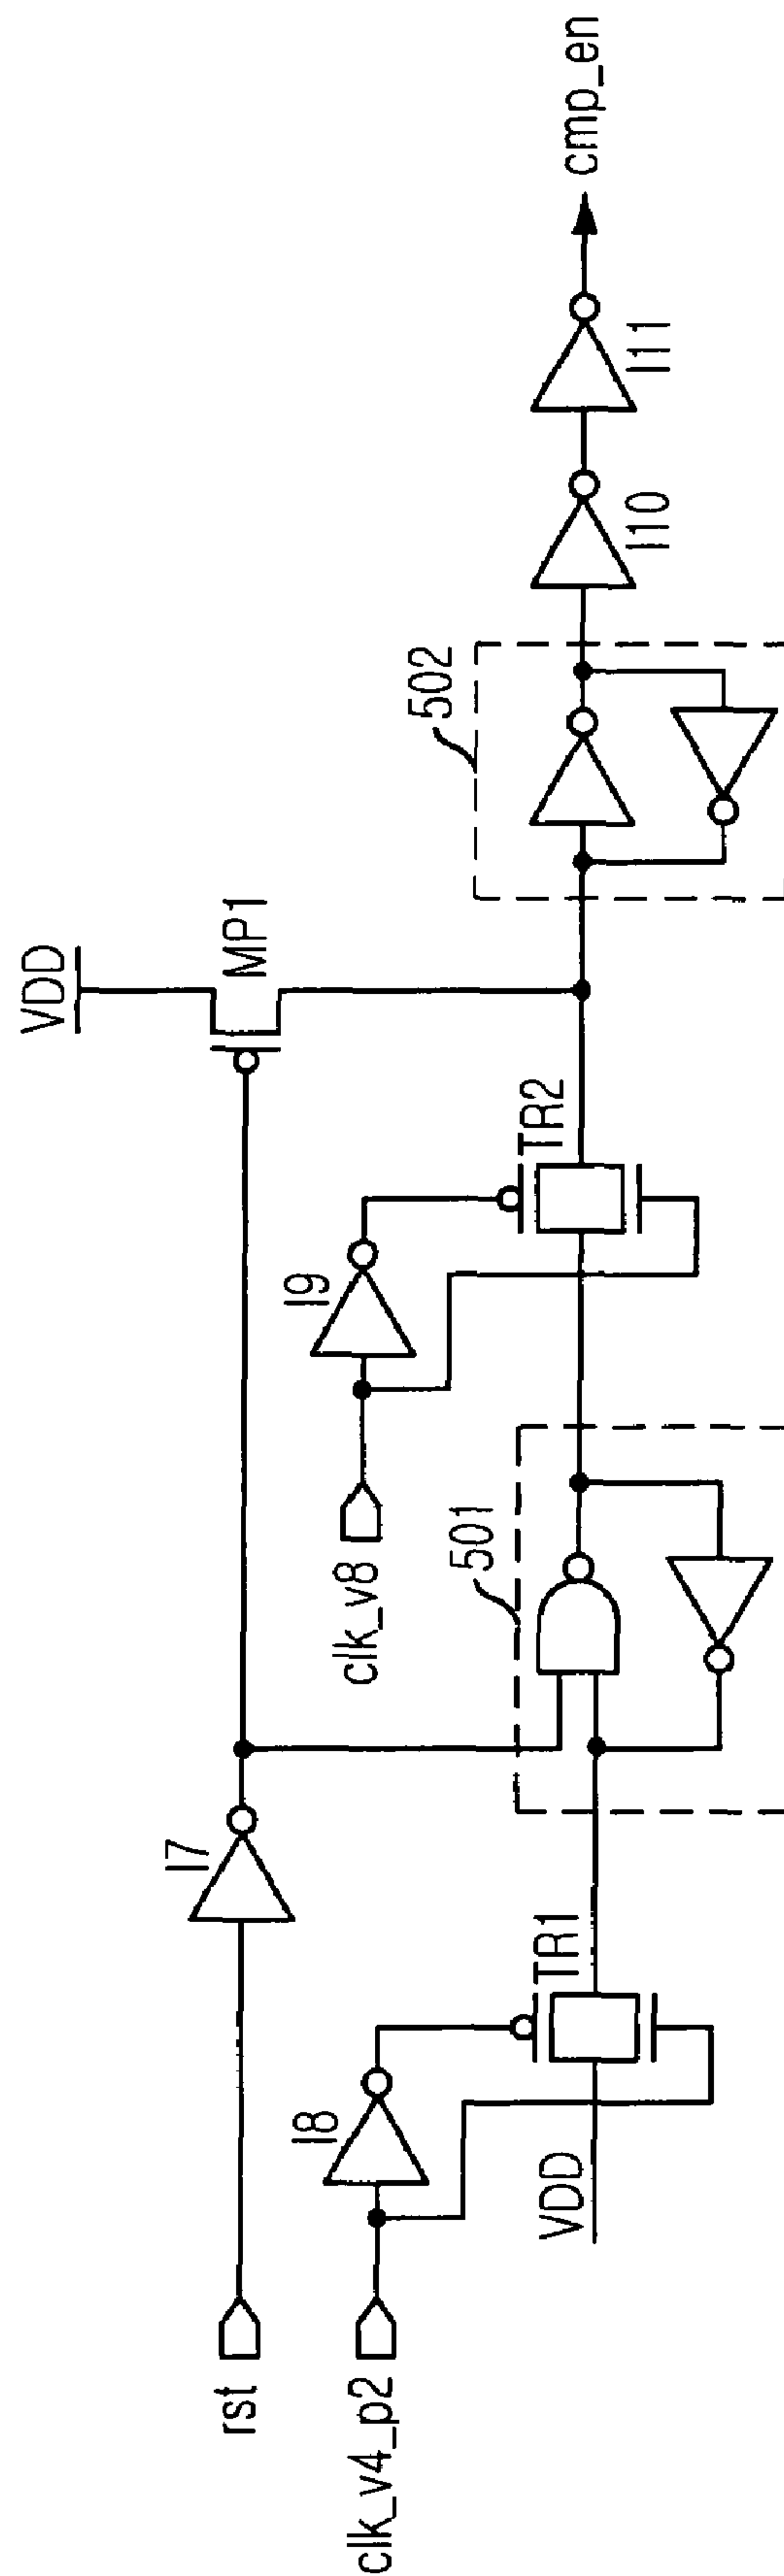 rst
I7
VDD
MP1
clk_v4_p2
I8
TR1
VDD
501
clk_v8
I9
TR2
502
I10
I11
cmp_en